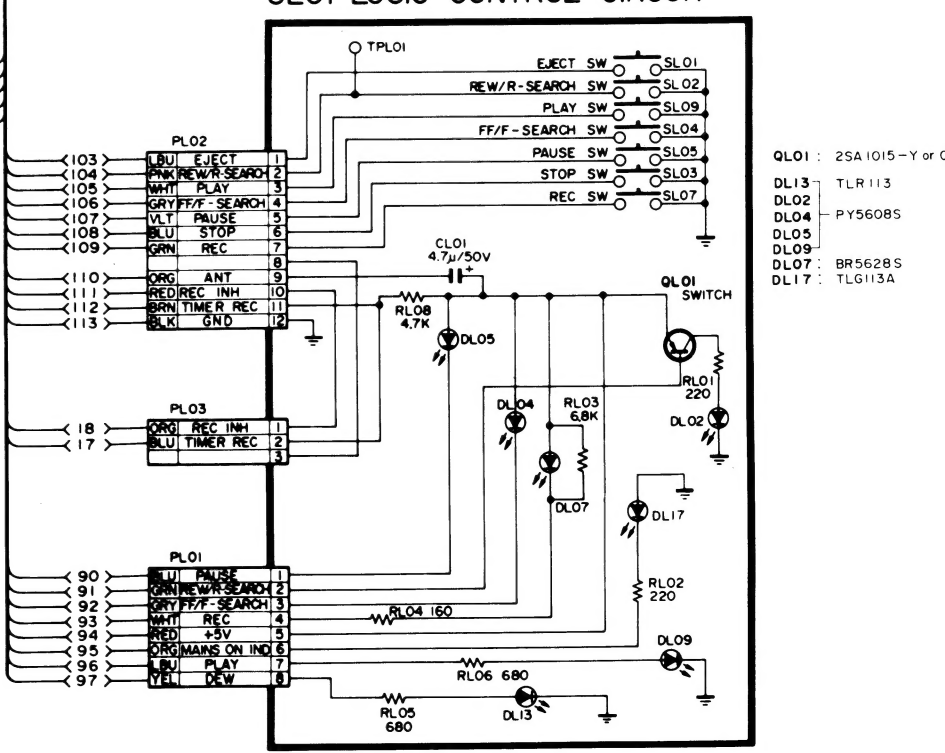 TPL01
EJECT SW SL01
REW/R-SEARCH SW SL02
PLAY SW SL09
FF/F-SEARCH SW SL04
PAUSE SW SL05
STOP SW SL03
REC SW SL07
PL02
103 LBU EJECT 1
104 PNK REW/R-SEARCH 2
105 WHT PLAY 3
106 GRY FF/F-SEARCH 4
107 VLT PAUSE 5
108 BLU STOP 6
109 GRN REC 7
8
110 ORG ANT 9
111 RED REC INH 10
112 BRN TIMER REC 11
113 BLK GND 12
QL01 : 2SA1015-Y or
DL13 TLR113
DL02
DL04 PY5608S
DL05
DL09
DL07 : BR5628S
DL17 : TLG113A
CL01
4.7μ/50V
+
RL08
4.7K
DL05
QL01
SWITCH
RL01
220
DL02
DL04
RL03
6.8K
DL07
DL17
RL02
220
PL03
18 ORG REC INH 1
17 BLU TIMER REC 2
3
PL01
90 BLU PAUSE 1
91 GRN REW/R-SEARCH 2
92 GRY FF/F-SEARCH 3
93 WHT REC 4
94 RED +5V 5
95 ORG MAINS ON IND 6
96 LBU PLAY 7
97 YEL DEW 8
RL04 160
DL09
RL06 680
RL05
680
DL13